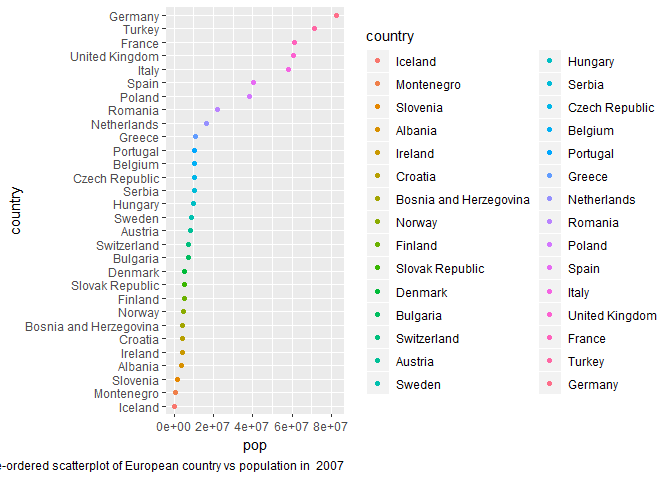 Germany
Turkey
France
United Kingdom
Italy
Spain
Poland
Romania
Netherlands
Greece
Portugal
Belgium
Czech Republic
Serbia
Hungary
Sweden
Austria
Switzerland
Bulgaria
Denmark
Slovak Republic
Finland
Norway
Bosnia and Herzegovina
Croatia
Ireland
Albania
Slovenia
Montenegro
Iceland
country
0e+00 2e+07 4e+07 6e+07 8e+07
pop
e-ordered scatterplot of European country vs population in 2007
country
Iceland
Montenegro
Slovenia
Albania
Ireland
Croatia
Bosnia and Herzegovina
Norway
Finland
Slovak Republic
Denmark
Bulgaria
Switzerland
Austria
Sweden
Hungary
Serbia
Czech Republic
Belgium
Portugal
Greece
Netherlands
Romania
Poland
Spain
Italy
United Kingdom
France
Turkey
Germany